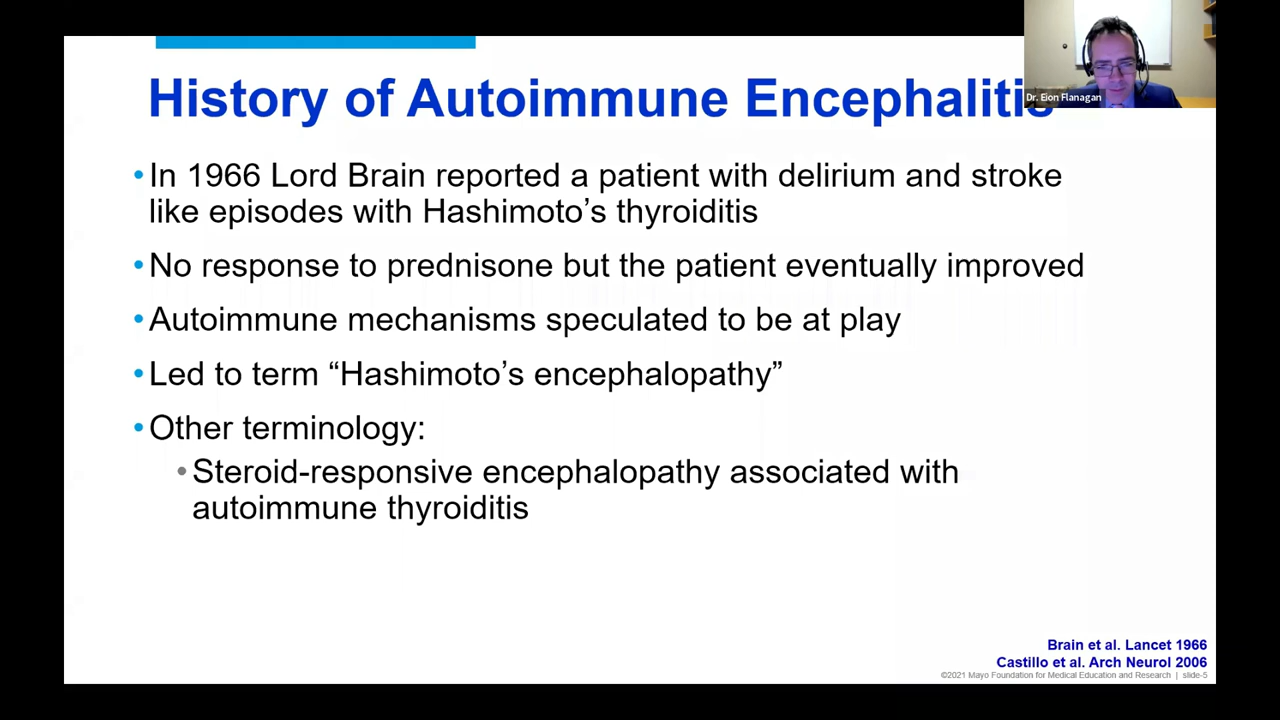 History of Autoimmune Encephalitis
Dr. Eion Flanagan
•In 1966 Lord Brain reported a patient with delirium and stroke
like episodes with Hashimoto’s thyroiditis
•No response to prednisone but the patient eventually improved
•Autoimmune mechanisms speculated to be at play
•Led to term “Hashimoto’s encephalopathy”
•Other terminology:
•Steroid-responsive encephalopathy associated with
autoimmune thyroiditis
Brain et al. Lancet 1966
Castillo et al. Arch Neurol 2006
©2021 Mayo Foundation for Medical Education and Research | slide-5